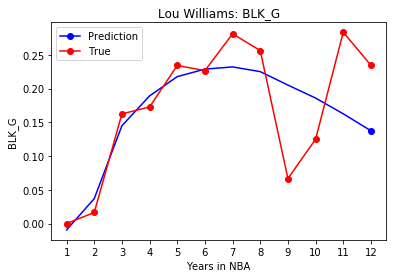 Lou Williams: BLK_G
Prediction
True
BLK_G
0.25
0.20
0.15
0.10
0.05
0.00
1 2 3 4 5 6 7 8 9 10 11 12
Years in NBA